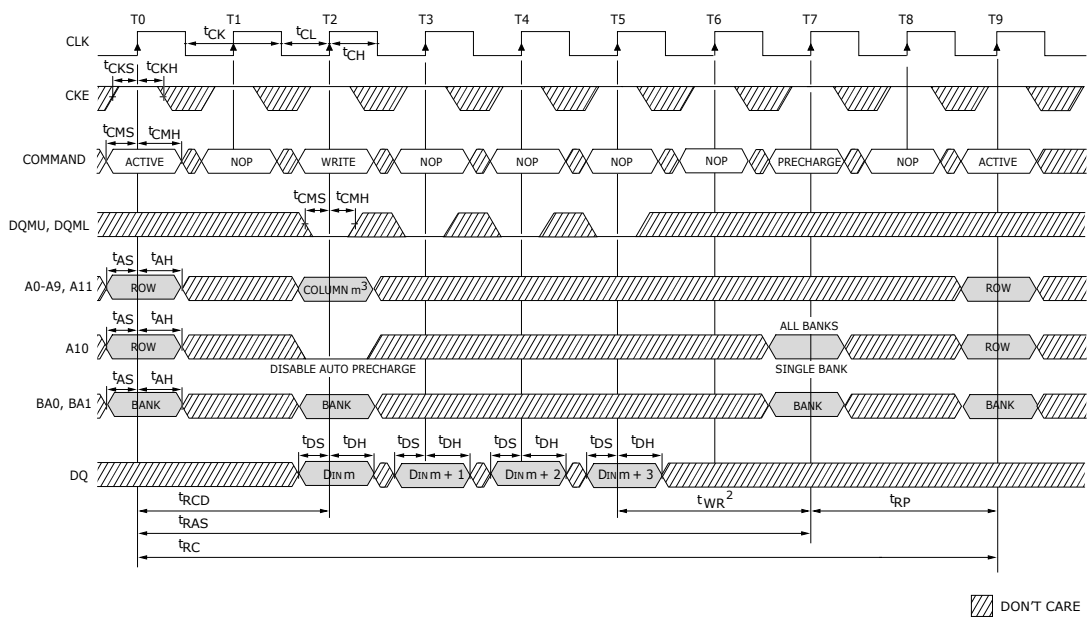 T0 T1 T2 T3 T4 T5 T6 T7 T8 T9
tCK tCL
CLK
tCH
tCKS tCKH
CKE
tCMS tCMH
COMMAND ACTIVE NOP WRITE NOP NOP NOP NOP PRECHARGE NOP ACTIVE
tCMS tCMH
DQMU, DQML
tAS tAH
A0-A9, A11 ROW COLUMN m3 ROW
tAS tAH ALL BANKS
A10 ROW ROW
DISABLE AUTO PRECHARGE SINGLE BANK
tAS tAH
BA0, BA1 BANK BANK BANK BANK
tDS tDH tDS tDH tDS tDH tDS tDH
DQ DIN m DIN m + 1 DIN m + 2 DIN m + 3
tRCD tWR2 tRP
tRAS
tRC
DON'T CARE